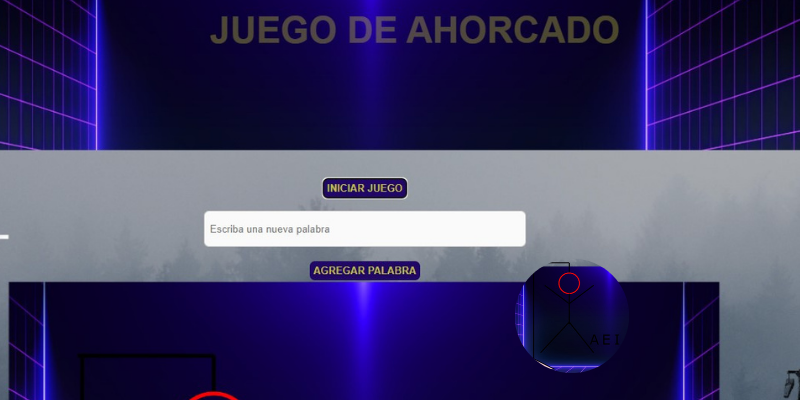 JUEGO DE AHORCADO
INICIAR JUEGO
Escriba una nueva palabra
AGREGAR PALABRA
A E T